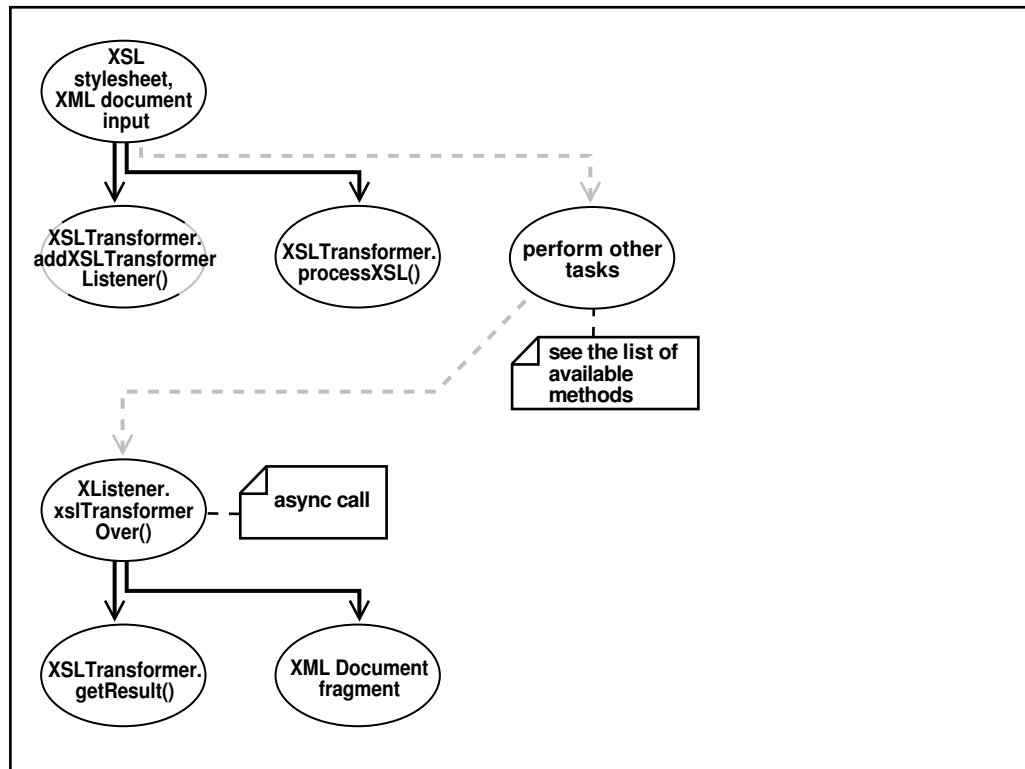 XSL
stylesheet,
XML document
input
XSLTransformer.
addXSLTransformer
Listener()
XSLTransformer.
processXSL()
perform other
tasks
see the list of
available
methods
XListener.
xslTransformer
Over()
async call
XSLTransformer.
getResult()
XML Document
fragment